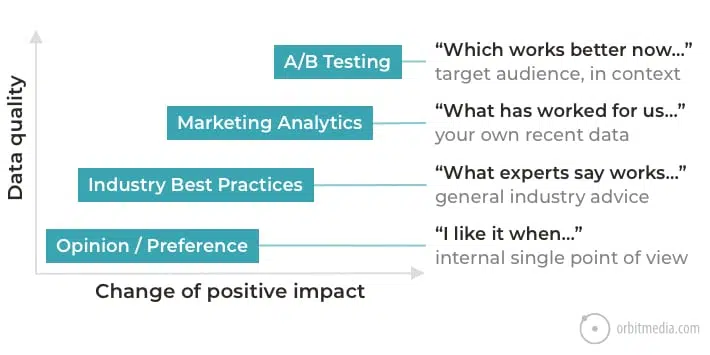 A/B Testing
“Which works better now...”
target audience, in context
Marketing Analytics
“What has worked for us...”
your own recent data
Industry Best Practices
“What experts say works...”
general industry advice
Opinion / Preference
“I like it when...”
internal single point of view
Data quality
Change of positive impact
orbitmedia.com